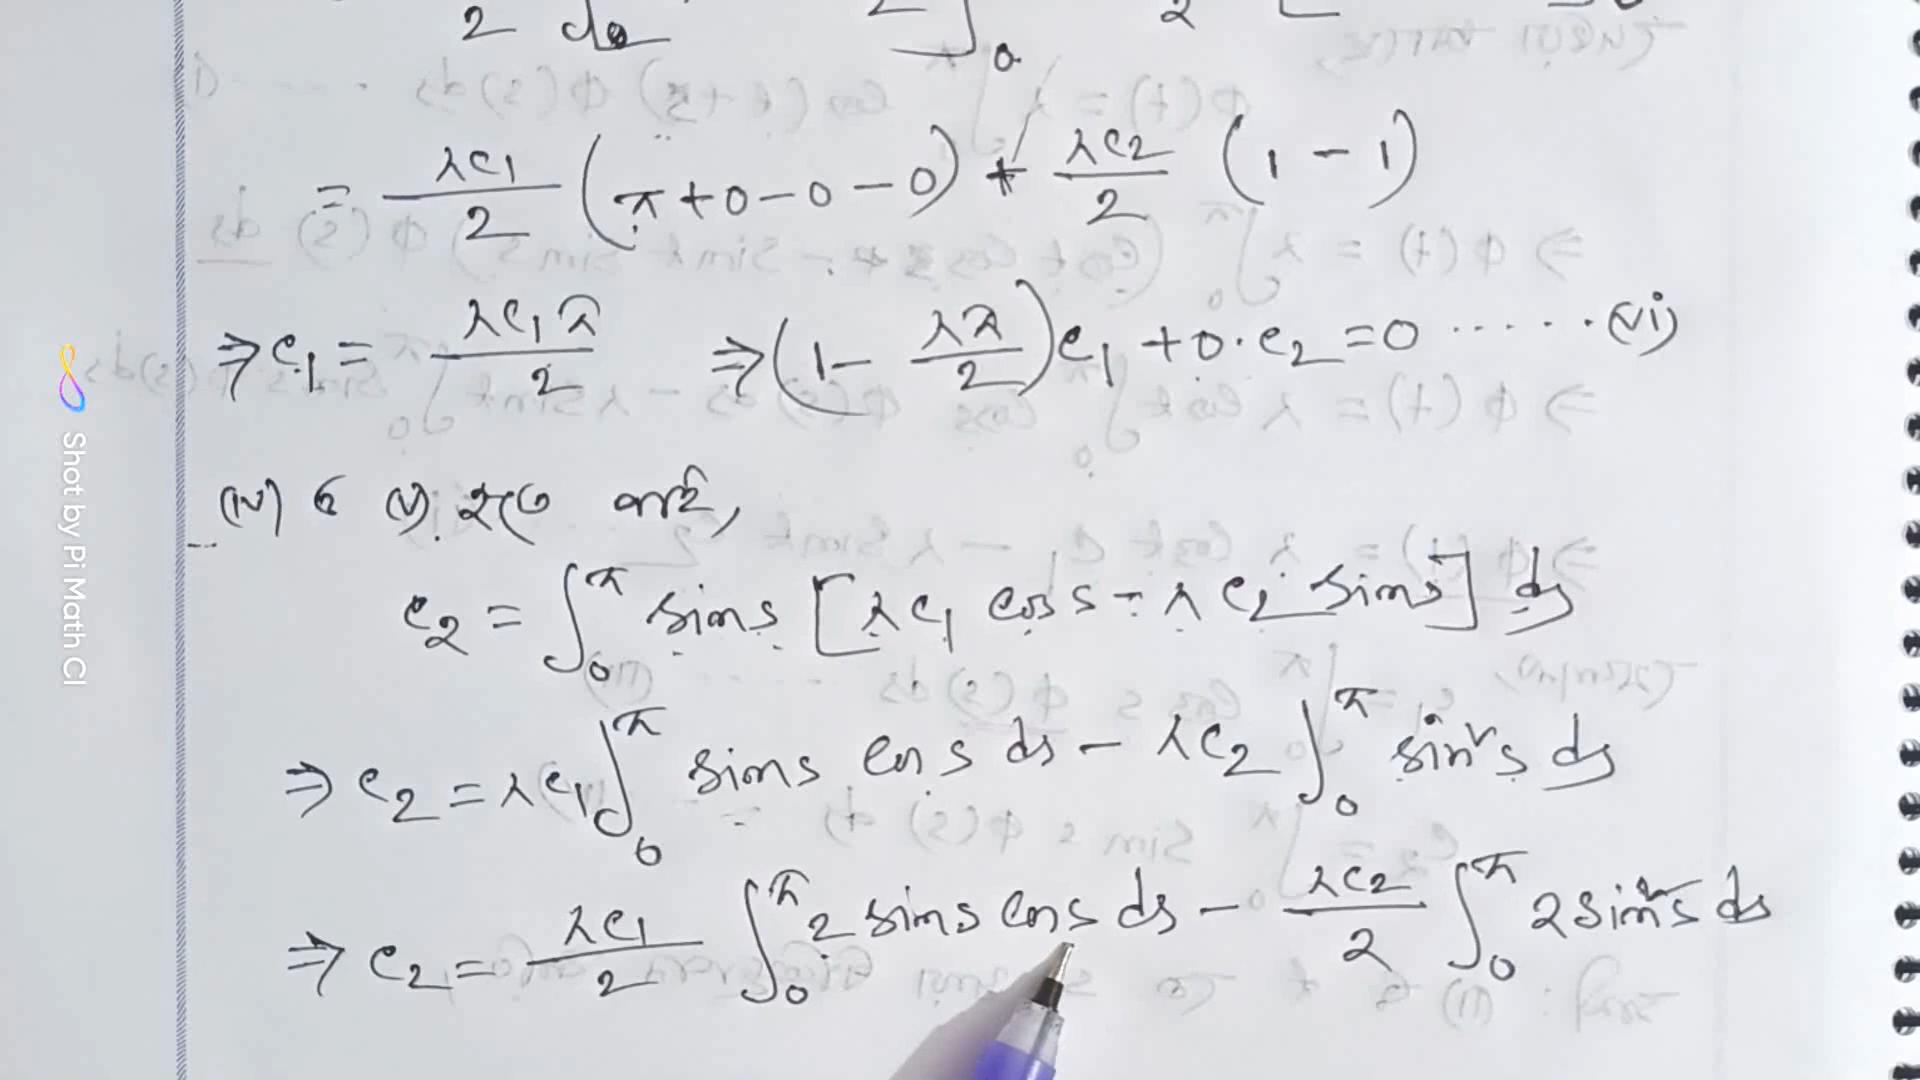 = λc₁/2 (π+0-0-0) + λc₂/2 (1-1)
⇒ c₁ = λc₁π/2 ⇒ (1 - λπ/2)c₁ + 0·c₂ = 0 ······(vi)
(iv) ও (v) হতে পাই,
c₂ = ∫₀^π sin s [λc₁ cos s - λc₂ sin s] ds
⇒ c₂ = λc₁ ∫₀^π sin s cos s ds - λc₂ ∫₀^π sin²s ds
⇒ c₂ = λc₁/2 ∫₀^π 2 sin s cos s ds - λc₂/2 ∫₀^π 2 sin²s ds
Shot by Pi Math Cl